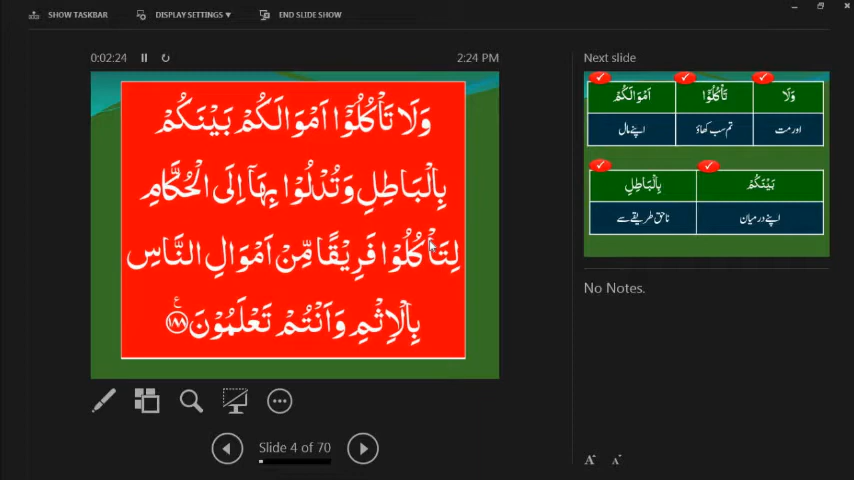 SHOW TASKBAR
DISPLAY SETTINGS ▼
END SLIDE SHOW
0:02:24
2:24 PM
وَلَا تَاْكُلُوْۤا اَمْوَالَكُمْ بَيْنَكُمْ
بِالْبَاطِلِ وَتُدْلُوْا بِهَاۤ اِلَى الْحُكَّامِ
لِتَاْكُلُوْا فَرِيْقًا مِّنْ اَمْوَالِ النَّاسِ
بِالْاِثْمِ وَاَنْتُمْ تَعْلَمُوْنَ ۧ ۱۸۸
Slide 4 of 70
Next slide
وَلَا تَاْكُلُوْۤا اَمْوَالَكُمْ
اور مت تم سب کھاؤ اپنے مال
بَيْنَكُمْ بِالْبَاطِلِ
اپنے درمیان ناحق طریقے سے
No Notes.
A A